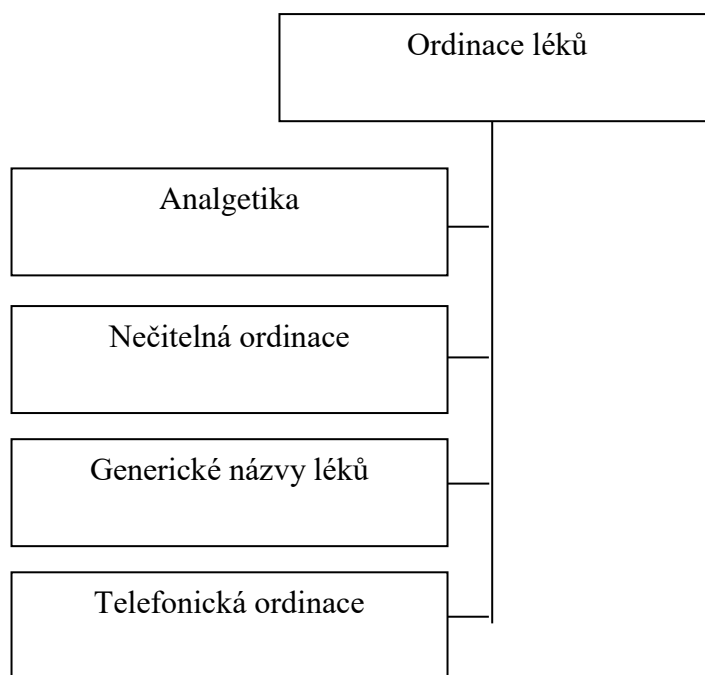 Ordinace léků
Analgetika
Nečitelná ordinace
Generické názvy léků
Telefonická ordinace